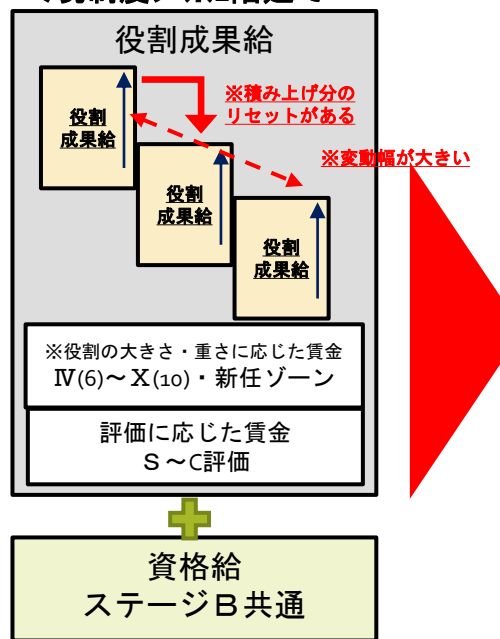 役割成果給
役割
成果給
※積み上げ分の
リセットがある
※変動幅が大きい
役割
成果給
役割
成果給
※役割の大きさ・重さに応じた賃金
Ⅳ(6)～Ⅹ(10)・新任ゾーン
評価に応じた賃金
Ｓ～C評価
資格給
ステージＢ共通